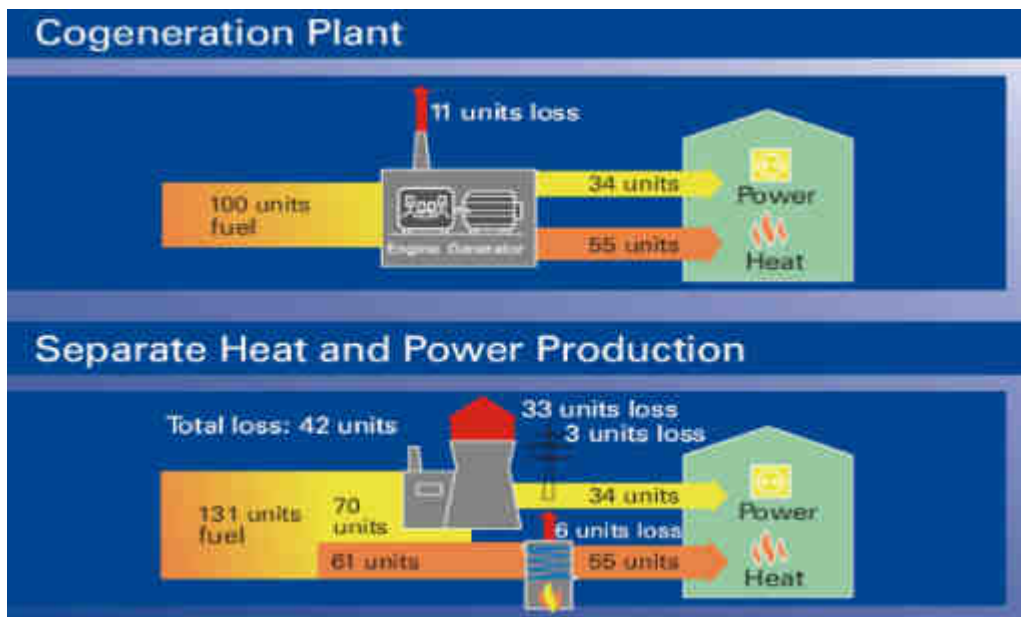 Cogeneration Plant
11 units loss
100 units
fuel
Engine Generator
34 units
55 units
Power
Heat
Separate Heat and Power Production
Total loss: 42 units
33 units loss
3 units loss
131 units
fuel
70
units
61 units
34 units
6 units loss
55 units
Power
Heat